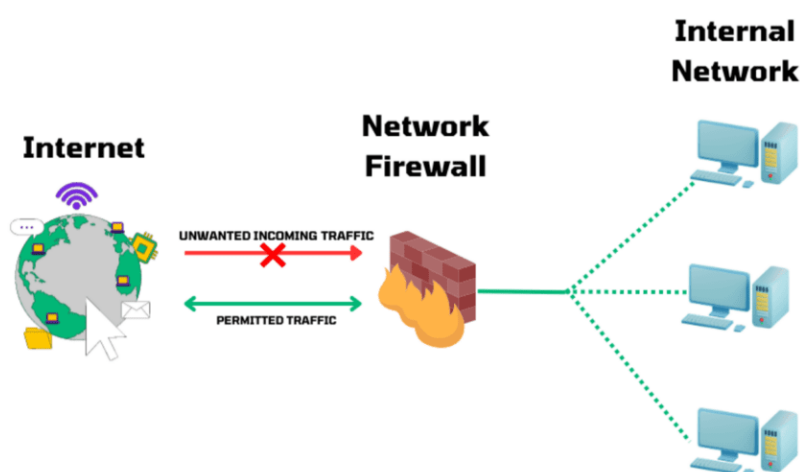 Internal
Network
Network
Firewall
Internet
UNWANTED INCOMING TRAFFIC
PERMITTED TRAFFIC